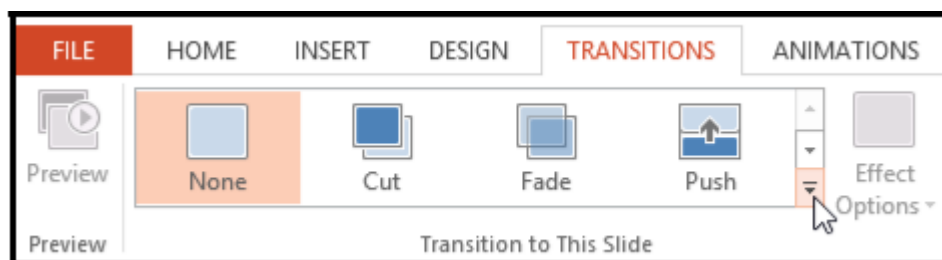 FILE HOME INSERT DESIGN TRANSITIONS ANIMATIONS
Preview None Cut Fade Push Effect
Options
Preview Transition to This Slide